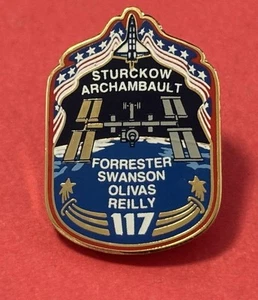 STURCKOW
ARCHAMBAULT
FORRESTER
SWANSON
OLIVAS
REILLY
117